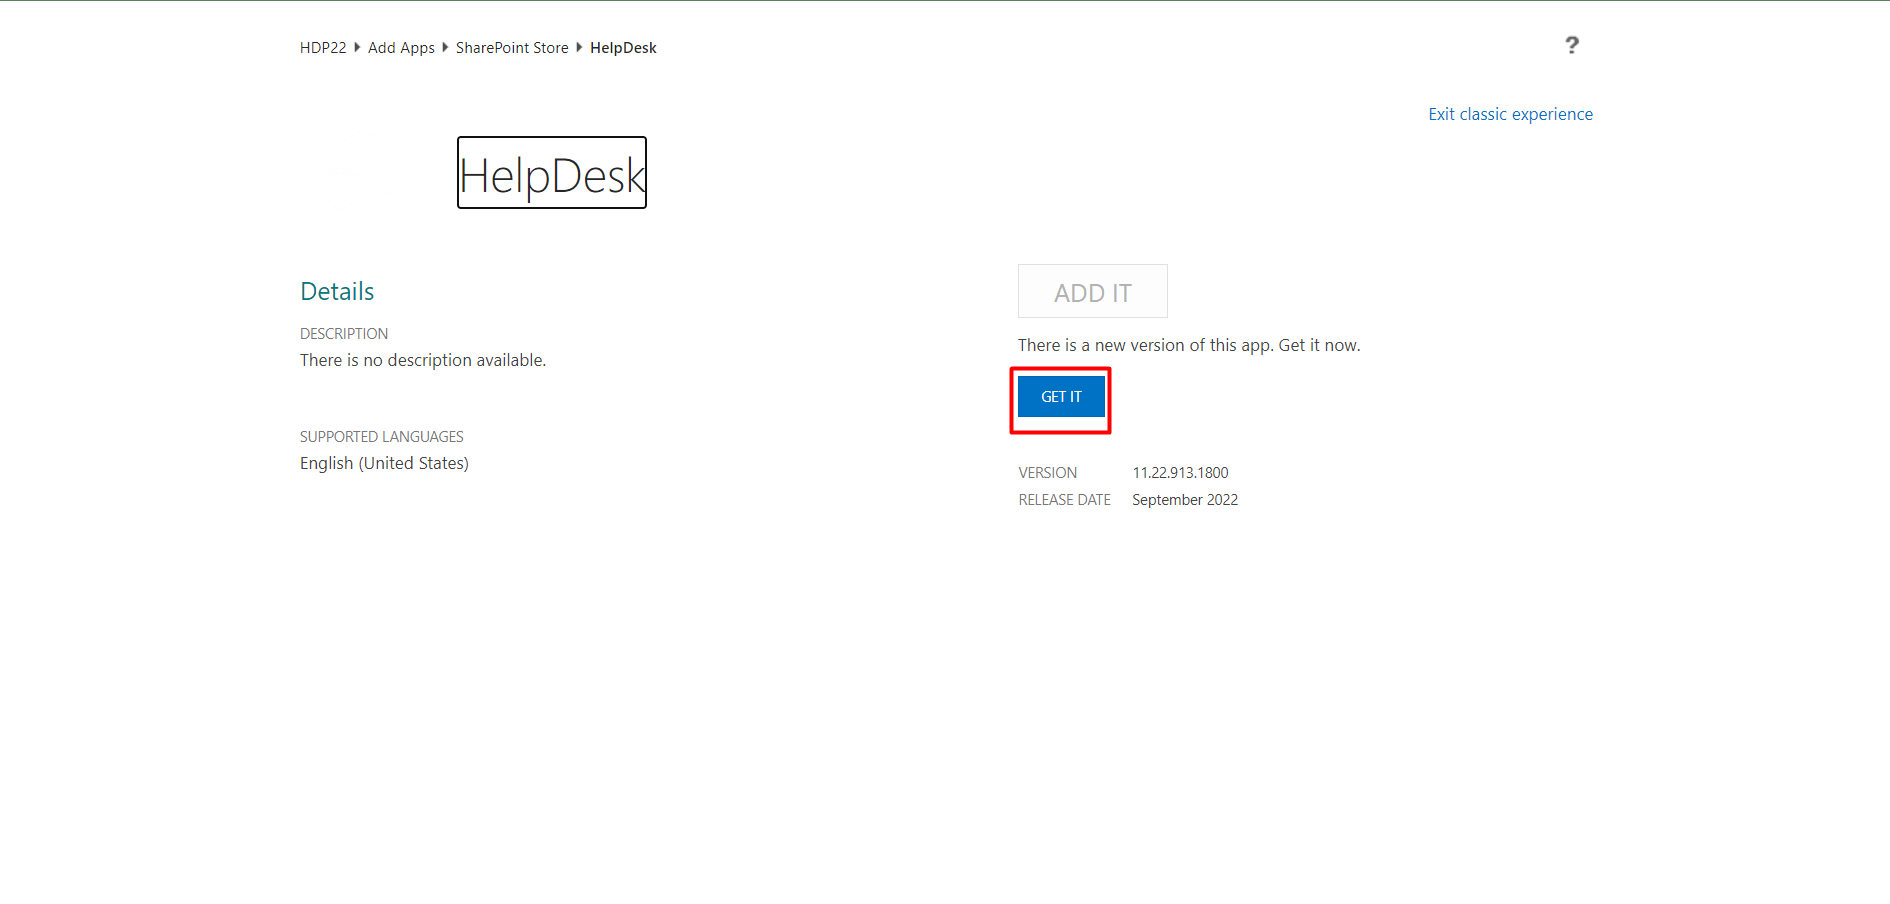 HDP22 ▸ Add Apps ▸ SharePoint Store ▸ HelpDesk
?
Exit classic experience
HelpDesk
Details
DESCRIPTION
There is no description available.
SUPPORTED LANGUAGES
English (United States)
ADD IT
There is a new version of this app. Get it now.
GET IT
VERSION 11.22.913.1800
RELEASE DATE September 2022